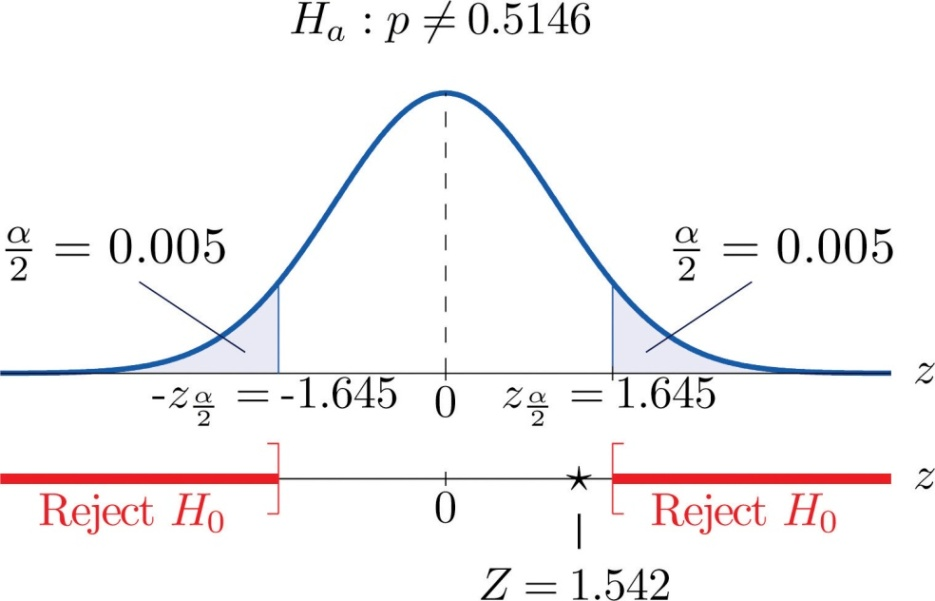 Hₐ : p ≠ 0.5146
α/2 = 0.005
α/2 = 0.005
-z_{α/2} = -1.645
0
z_{α/2} = 1.645
z
Reject H₀
0
Reject H₀
z
Z = 1.542